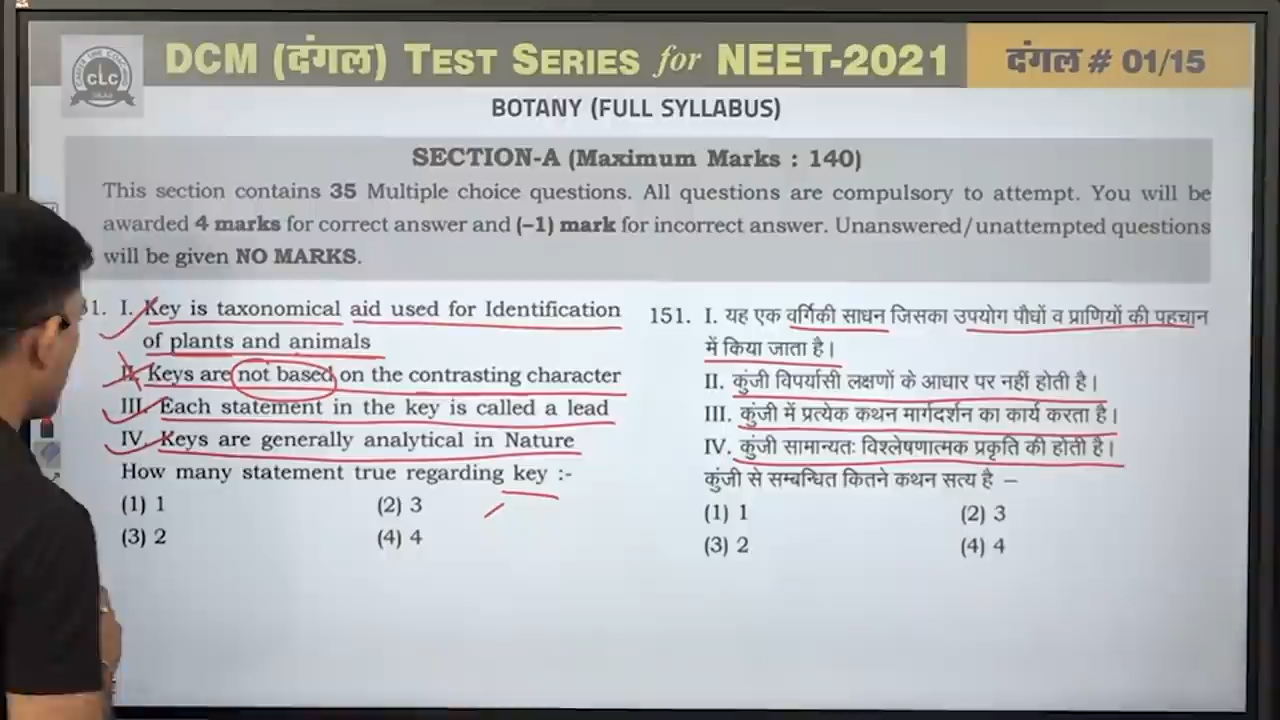 DCM (दंगल) TEST SERIES for NEET-2021
दंगल # 01/15
CLC
BOTANY (FULL SYLLABUS)
SECTION-A (Maximum Marks : 140)
This section contains 35 Multiple choice questions. All questions are compulsory to attempt. You will be
awarded 4 marks for correct answer and (–1) mark for incorrect answer. Unanswered/unattempted questions
will be given NO MARKS.
1. I. Key is taxonomical aid used for Identification
of plants and animals
II. Keys are not based on the contrasting character
III. Each statement in the key is called a lead
IV. Keys are generally analytical in Nature
How many statement true regarding key :-
(1) 1 (2) 3
(3) 2 (4) 4
151. I. यह एक वर्गिकी साधन जिसका उपयोग पौधों व प्राणियों की पहचान
में किया जाता है।
II. कुंजी विपर्यासी लक्षणों के आधार पर नहीं होती है।
III. कुंजी में प्रत्येक कथन मार्गदर्शन का कार्य करता है।
IV. कुंजी सामान्यतः विश्लेषणात्मक प्रकृति की होती है।
कुंजी से सम्बन्धित कितने कथन सत्य है –
(1) 1 (2) 3
(3) 2 (4) 4